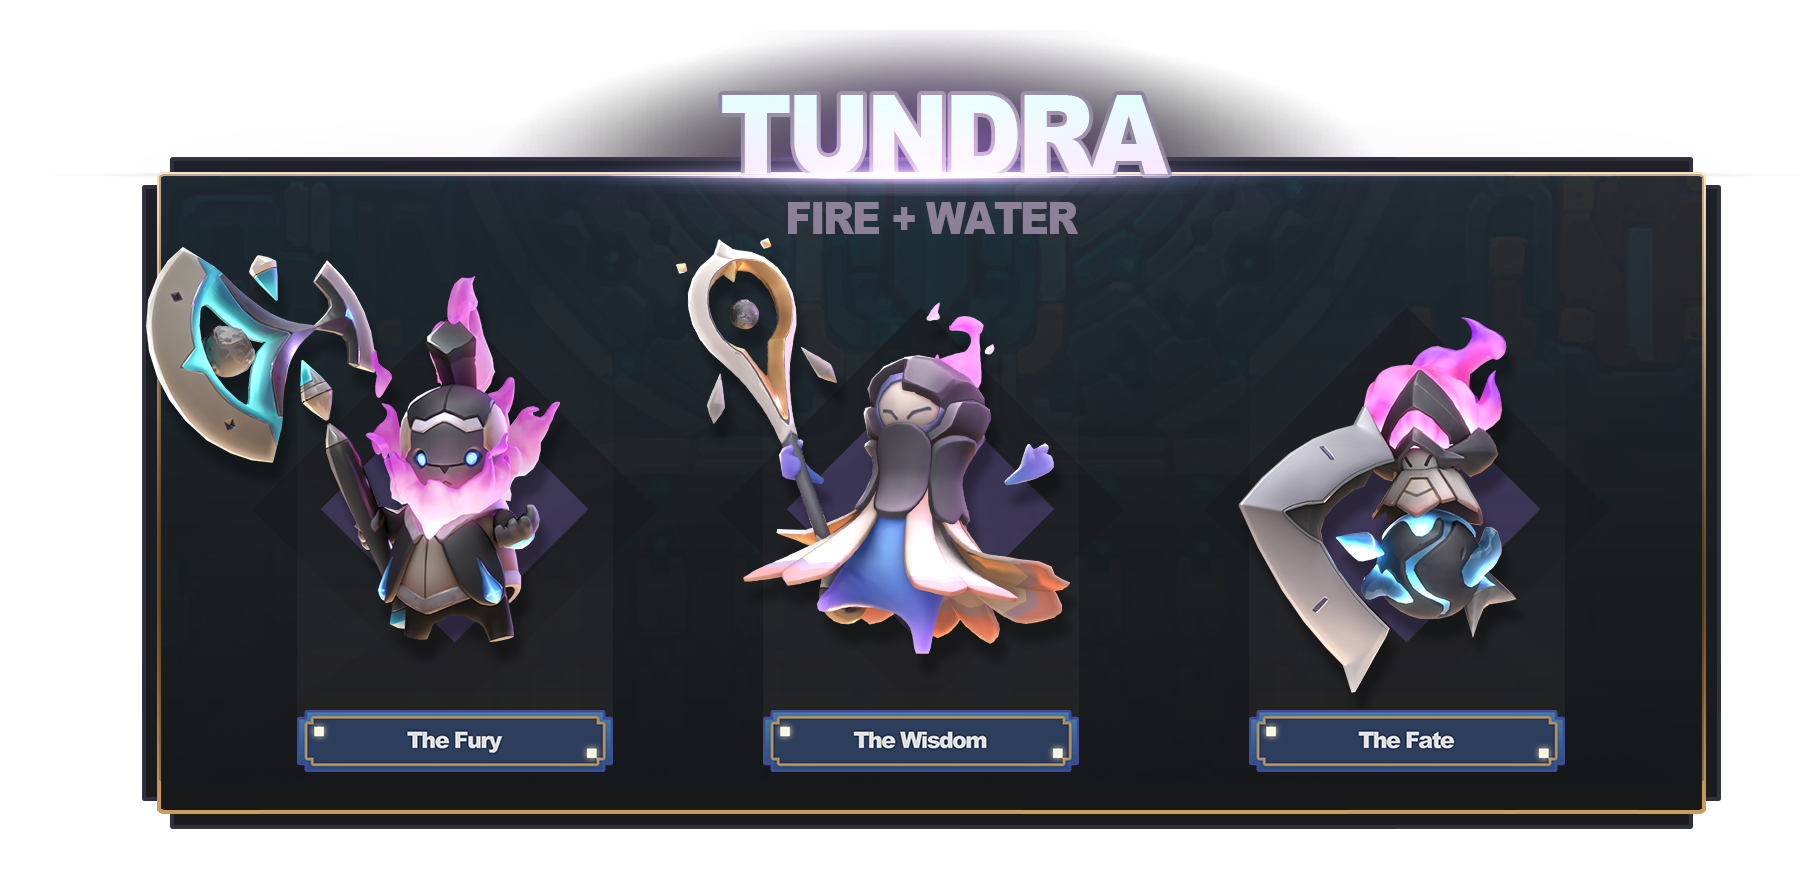 TUNDRA
FIRE + WATER
The Fury
The Wisdom
The Fate